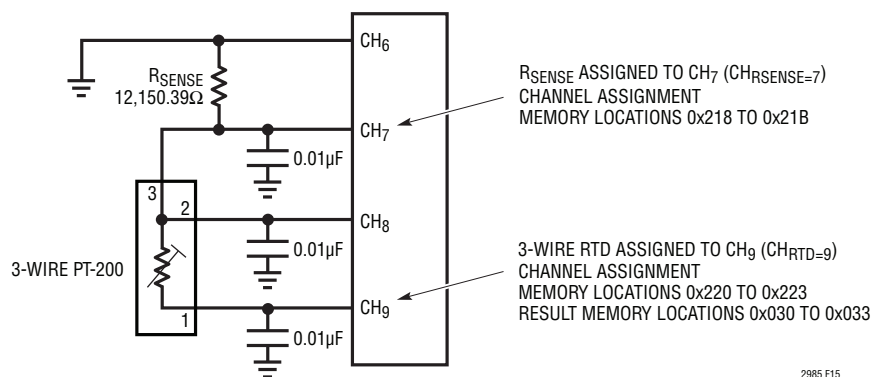 CH6
RSENSE
12,150.39Ω
CH7
0.01µF
RSENSE ASSIGNED TO CH7 (CHRSENSE=7)
CHANNEL ASSIGNMENT
MEMORY LOCATIONS 0x218 TO 0x21B
3
2
CH8
0.01µF
3-WIRE PT-200
1
CH9
0.01µF
3-WIRE RTD ASSIGNED TO CH9 (CHRTD=9)
CHANNEL ASSIGNMENT
MEMORY LOCATIONS 0x220 TO 0x223
RESULT MEMORY LOCATIONS 0x030 TO 0x033
2985 F15